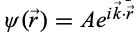 ψ(r⃗) = Ae^{ik⃗·r⃗}